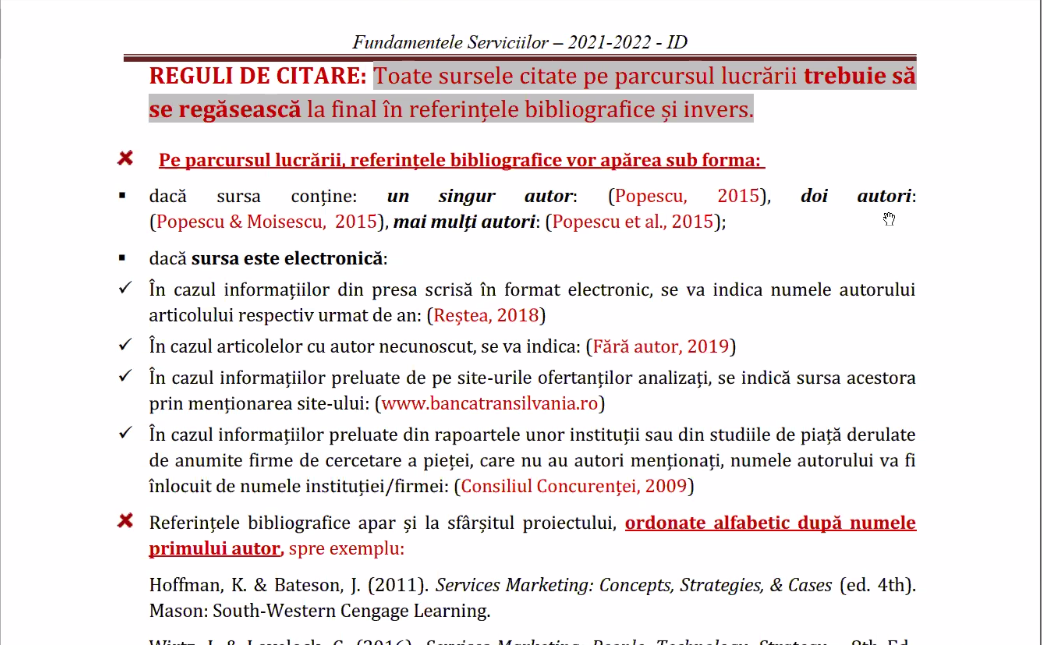 Fundamentele Serviciilor – 2021-2022 - ID
REGULI DE CITARE: Toate sursele citate pe parcursul lucrării trebuie să
se regăsească la final în referințele bibliografice și invers.
Pe parcursul lucrării, referințele bibliografice vor apărea sub forma:
dacă sursa conține: un singur autor: (Popescu, 2015), doi autori:
(Popescu & Moisescu, 2015), mai mulți autori: (Popescu et al., 2015);
dacă sursa este electronică:
În cazul informațiilor din presa scrisă în format electronic, se va indica numele autorului
articolului respectiv urmat de an: (Reștea, 2018)
În cazul articolelor cu autor necunoscut, se va indica: (Fără autor, 2019)
În cazul informațiilor preluate de pe site-urile ofertanților analizați, se indică sursa acestora
prin menționarea site-ului: (www.bancatransilvania.ro)
În cazul informațiilor preluate din rapoartele unor instituții sau din studiile de piață derulate
de anumite firme de cercetare a pieței, care nu au autori menționați, numele autorului va fi
înlocuit de numele instituției/firmei: (Consiliul Concurenței, 2009)
Referințele bibliografice apar și la sfârșitul proiectului, ordonate alfabetic după numele
primului autor, spre exemplu:
Hoffman, K. & Bateson, J. (2011). Services Marketing: Concepts, Strategies, & Cases (ed. 4th).
Mason: South-Western Cengage Learning.